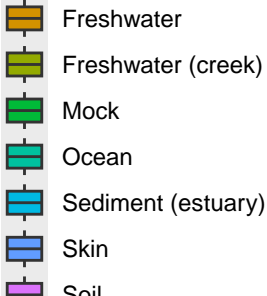 Freshwater
Freshwater (creek)
Mock
Ocean
Sediment (estuary)
Skin
Soil